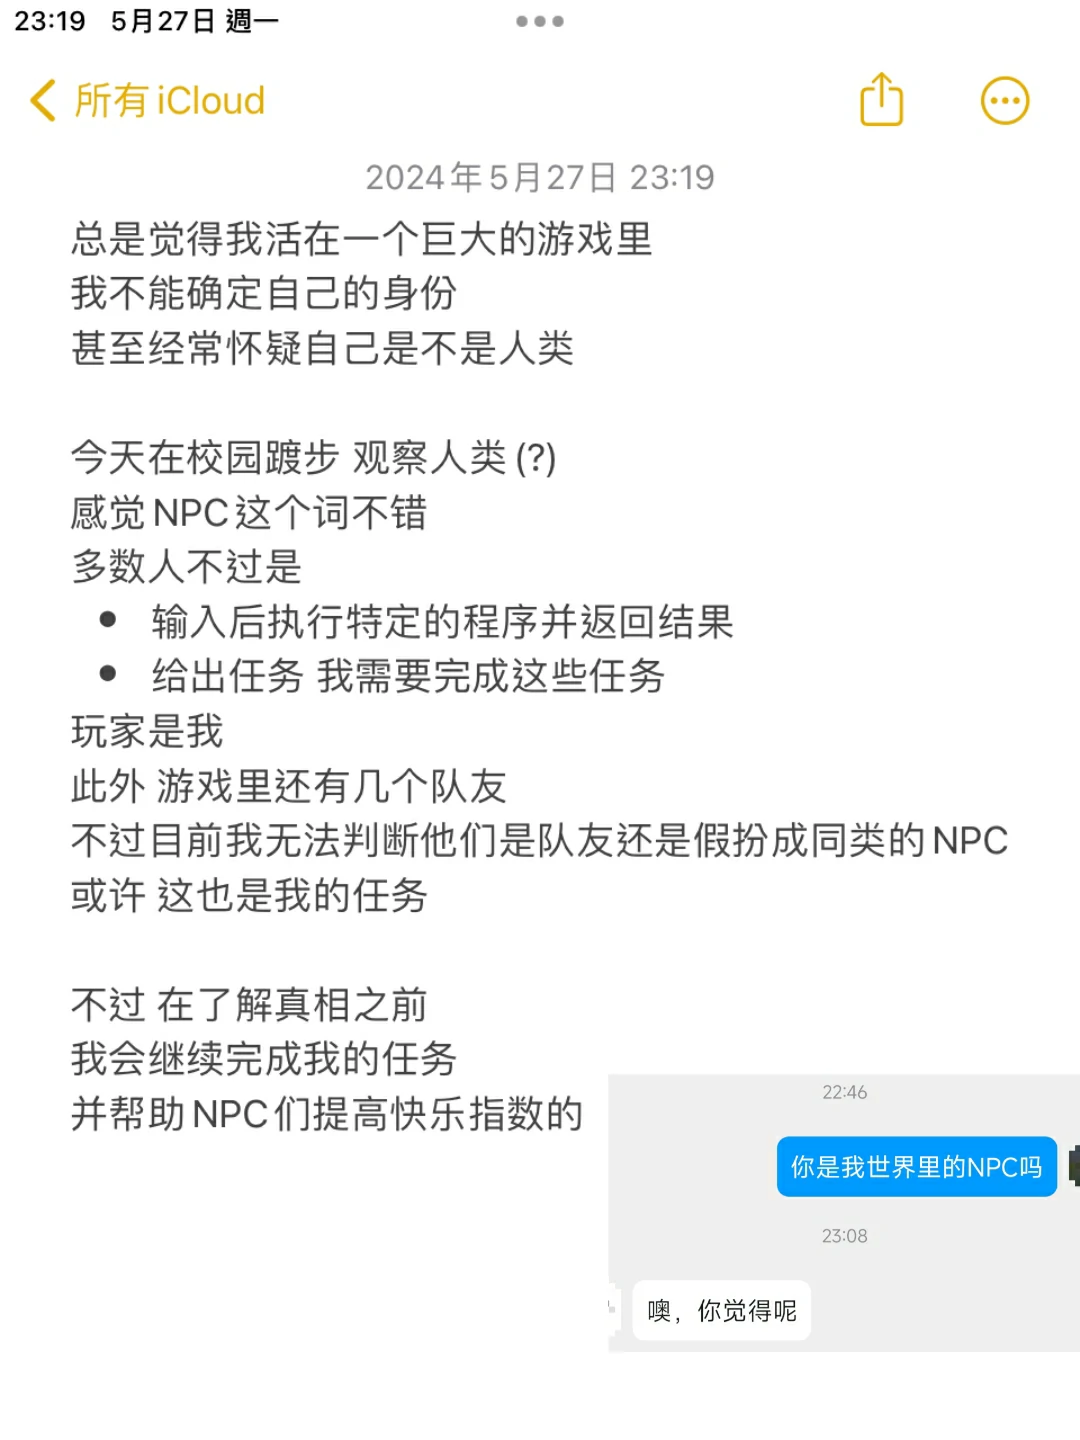 23:19 5月27日 週一
所有 iCloud
2024年5月27日 23:19
总是觉得我活在一个巨大的游戏里
我不能确定自己的身份
甚至经常怀疑自己是不是人类
今天在校园踱步 观察人类(?)
感觉NPC这个词不错
多数人不过是
• 输入后执行特定的程序并返回结果
• 给出任务 我需要完成这些任务
玩家是我
此外 游戏里还有几个队友
不过目前我无法判断他们是队友还是假扮成同类的NPC
或许 这也是我的任务
不过 在了解真相之前
我会继续完成我的任务
并帮助NPC们提高快乐指数的
22:46
你是我世界里的NPC吗
23:08
噢，你觉得呢